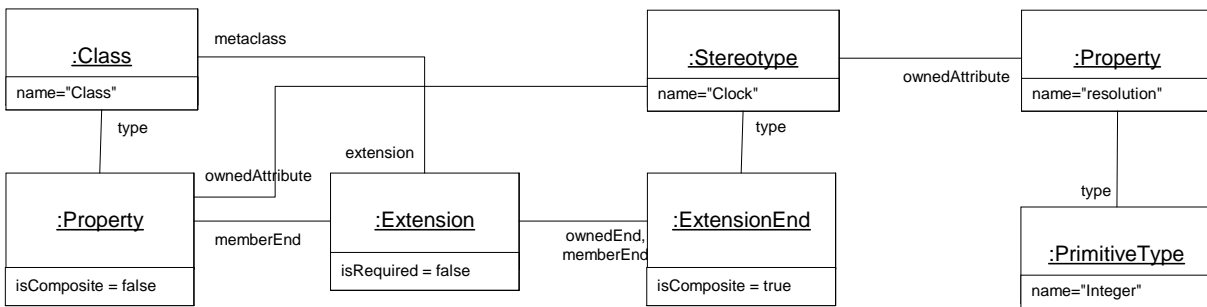 metaclass
:Class
name="Class"
:Stereotype
name="Clock"
ownedAttribute
:Property
name="resolution"
type
type
extension
ownedAttribute
type
:Property
isComposite = false
memberEnd
:Extension
isRequired = false
ownedEnd,
memberEnd
:ExtensionEnd
isComposite = true
:PrimitiveType
name="Integer"